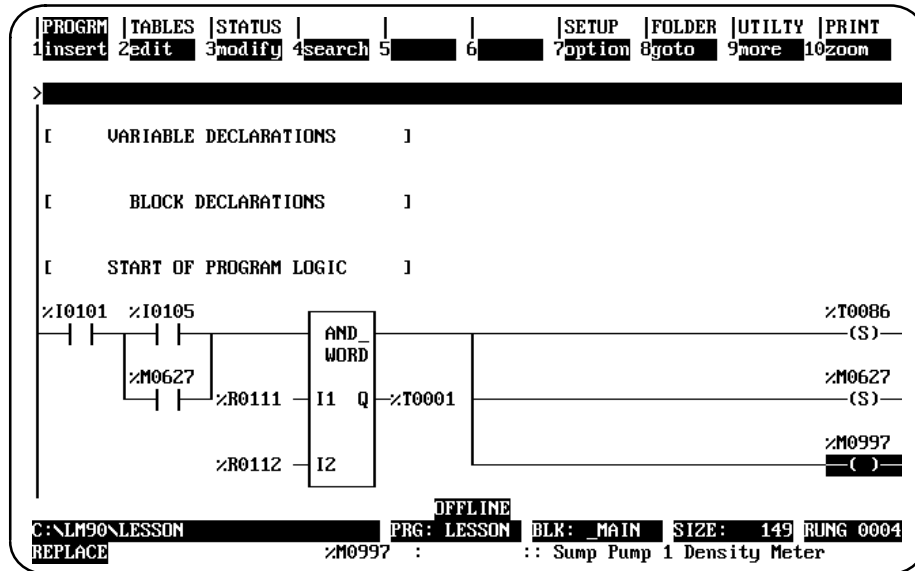 |PROGRM |TABLES |STATUS | | | |SETUP |FOLDER |UTILTY |PRINT
1insert 2edit 3modify 4search 5 6 7option 8goto 9more 10zoom
>
[ VARIABLE DECLARATIONS ]
[ BLOCK DECLARATIONS ]
[ START OF PROGRAM LOGIC ]
%I0101 %I0105 %T0086
AND_ (S)
WORD
%M0627 %M0627
%R0111 I1 Q %T0001 (S)
%M0997
%R0112 I2 ( )
OFFLINE
C:\LM90\LESSON PRG: LESSON BLK: _MAIN SIZE: 149 RUNG 0004
REPLACE %M0997 : :: Sump Pump 1 Density Meter